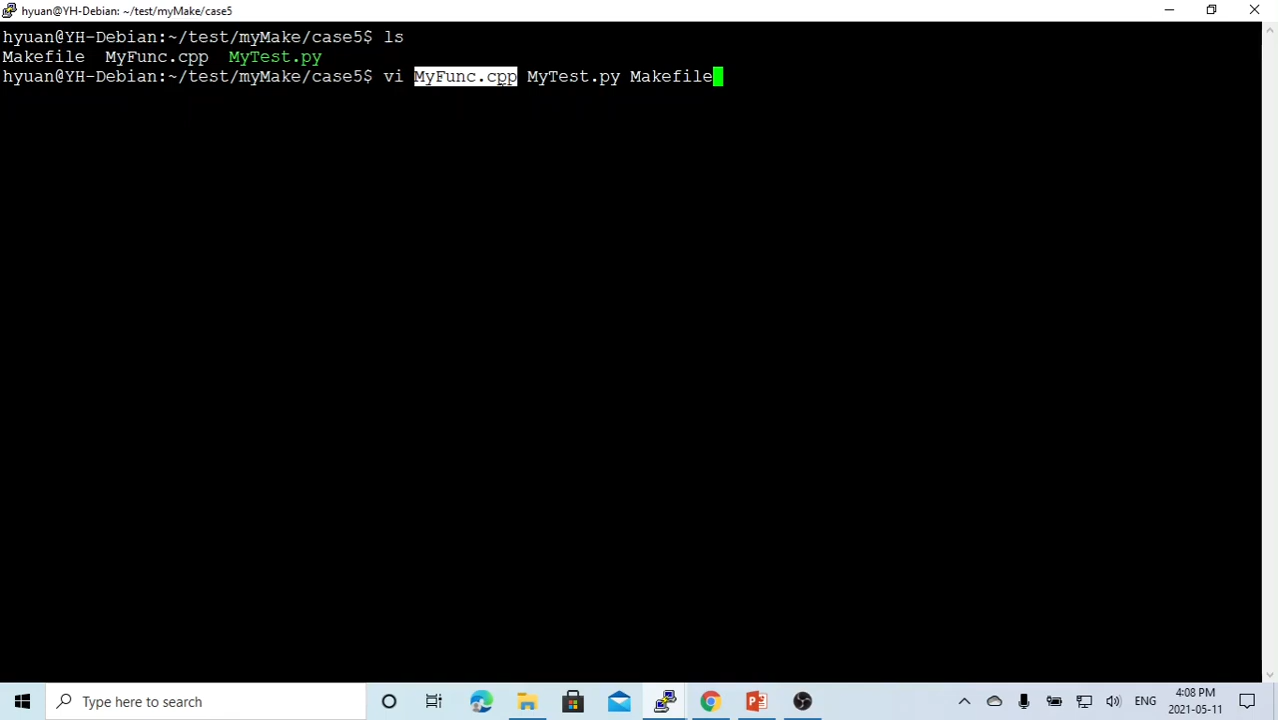 hyuan@YH-Debian: ~/test/myMake/case5
hyuan@YH-Debian:~/test/myMake/case5$ ls
Makefile  MyFunc.cpp  MyTest.py
hyuan@YH-Debian:~/test/myMake/case5$ vi MyFunc.cpp MyTest.py Makefile
Type here to search
ENG
4:08 PM
2021-05-11